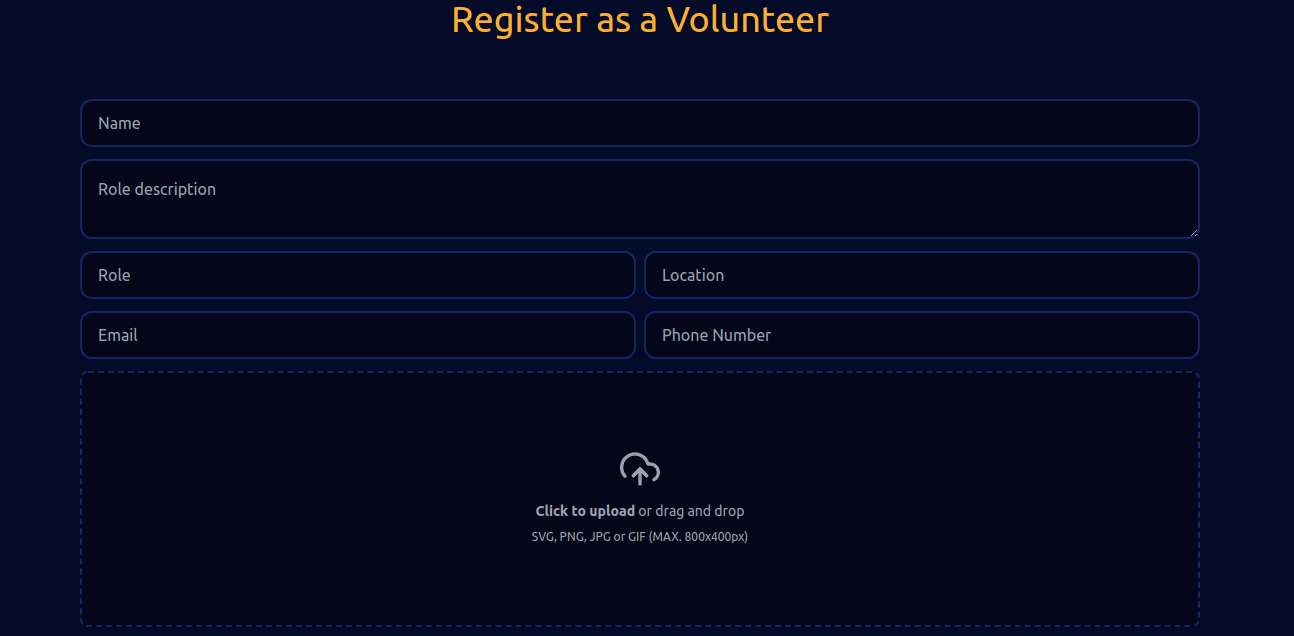 Register as a Volunteer
Name
Role description
Role
Location
Email
Phone Number
Click to upload or drag and drop
SVG, PNG, JPG or GIF (MAX. 800x400px)